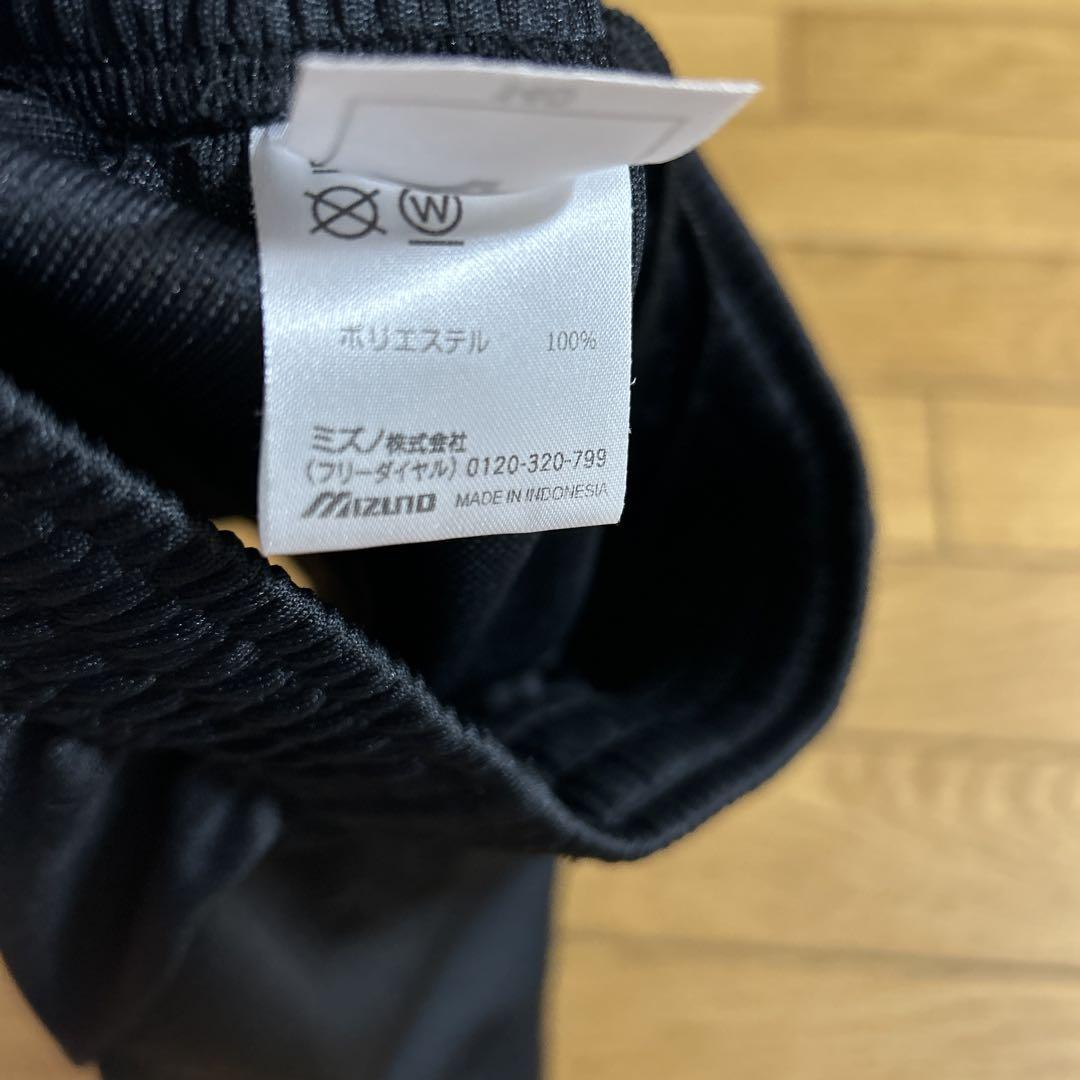 W
ポリエステル 100%
ミズノ株式会社
(フリーダイヤル) 0120-320-799
MIZUNO MADE IN INDONESIA